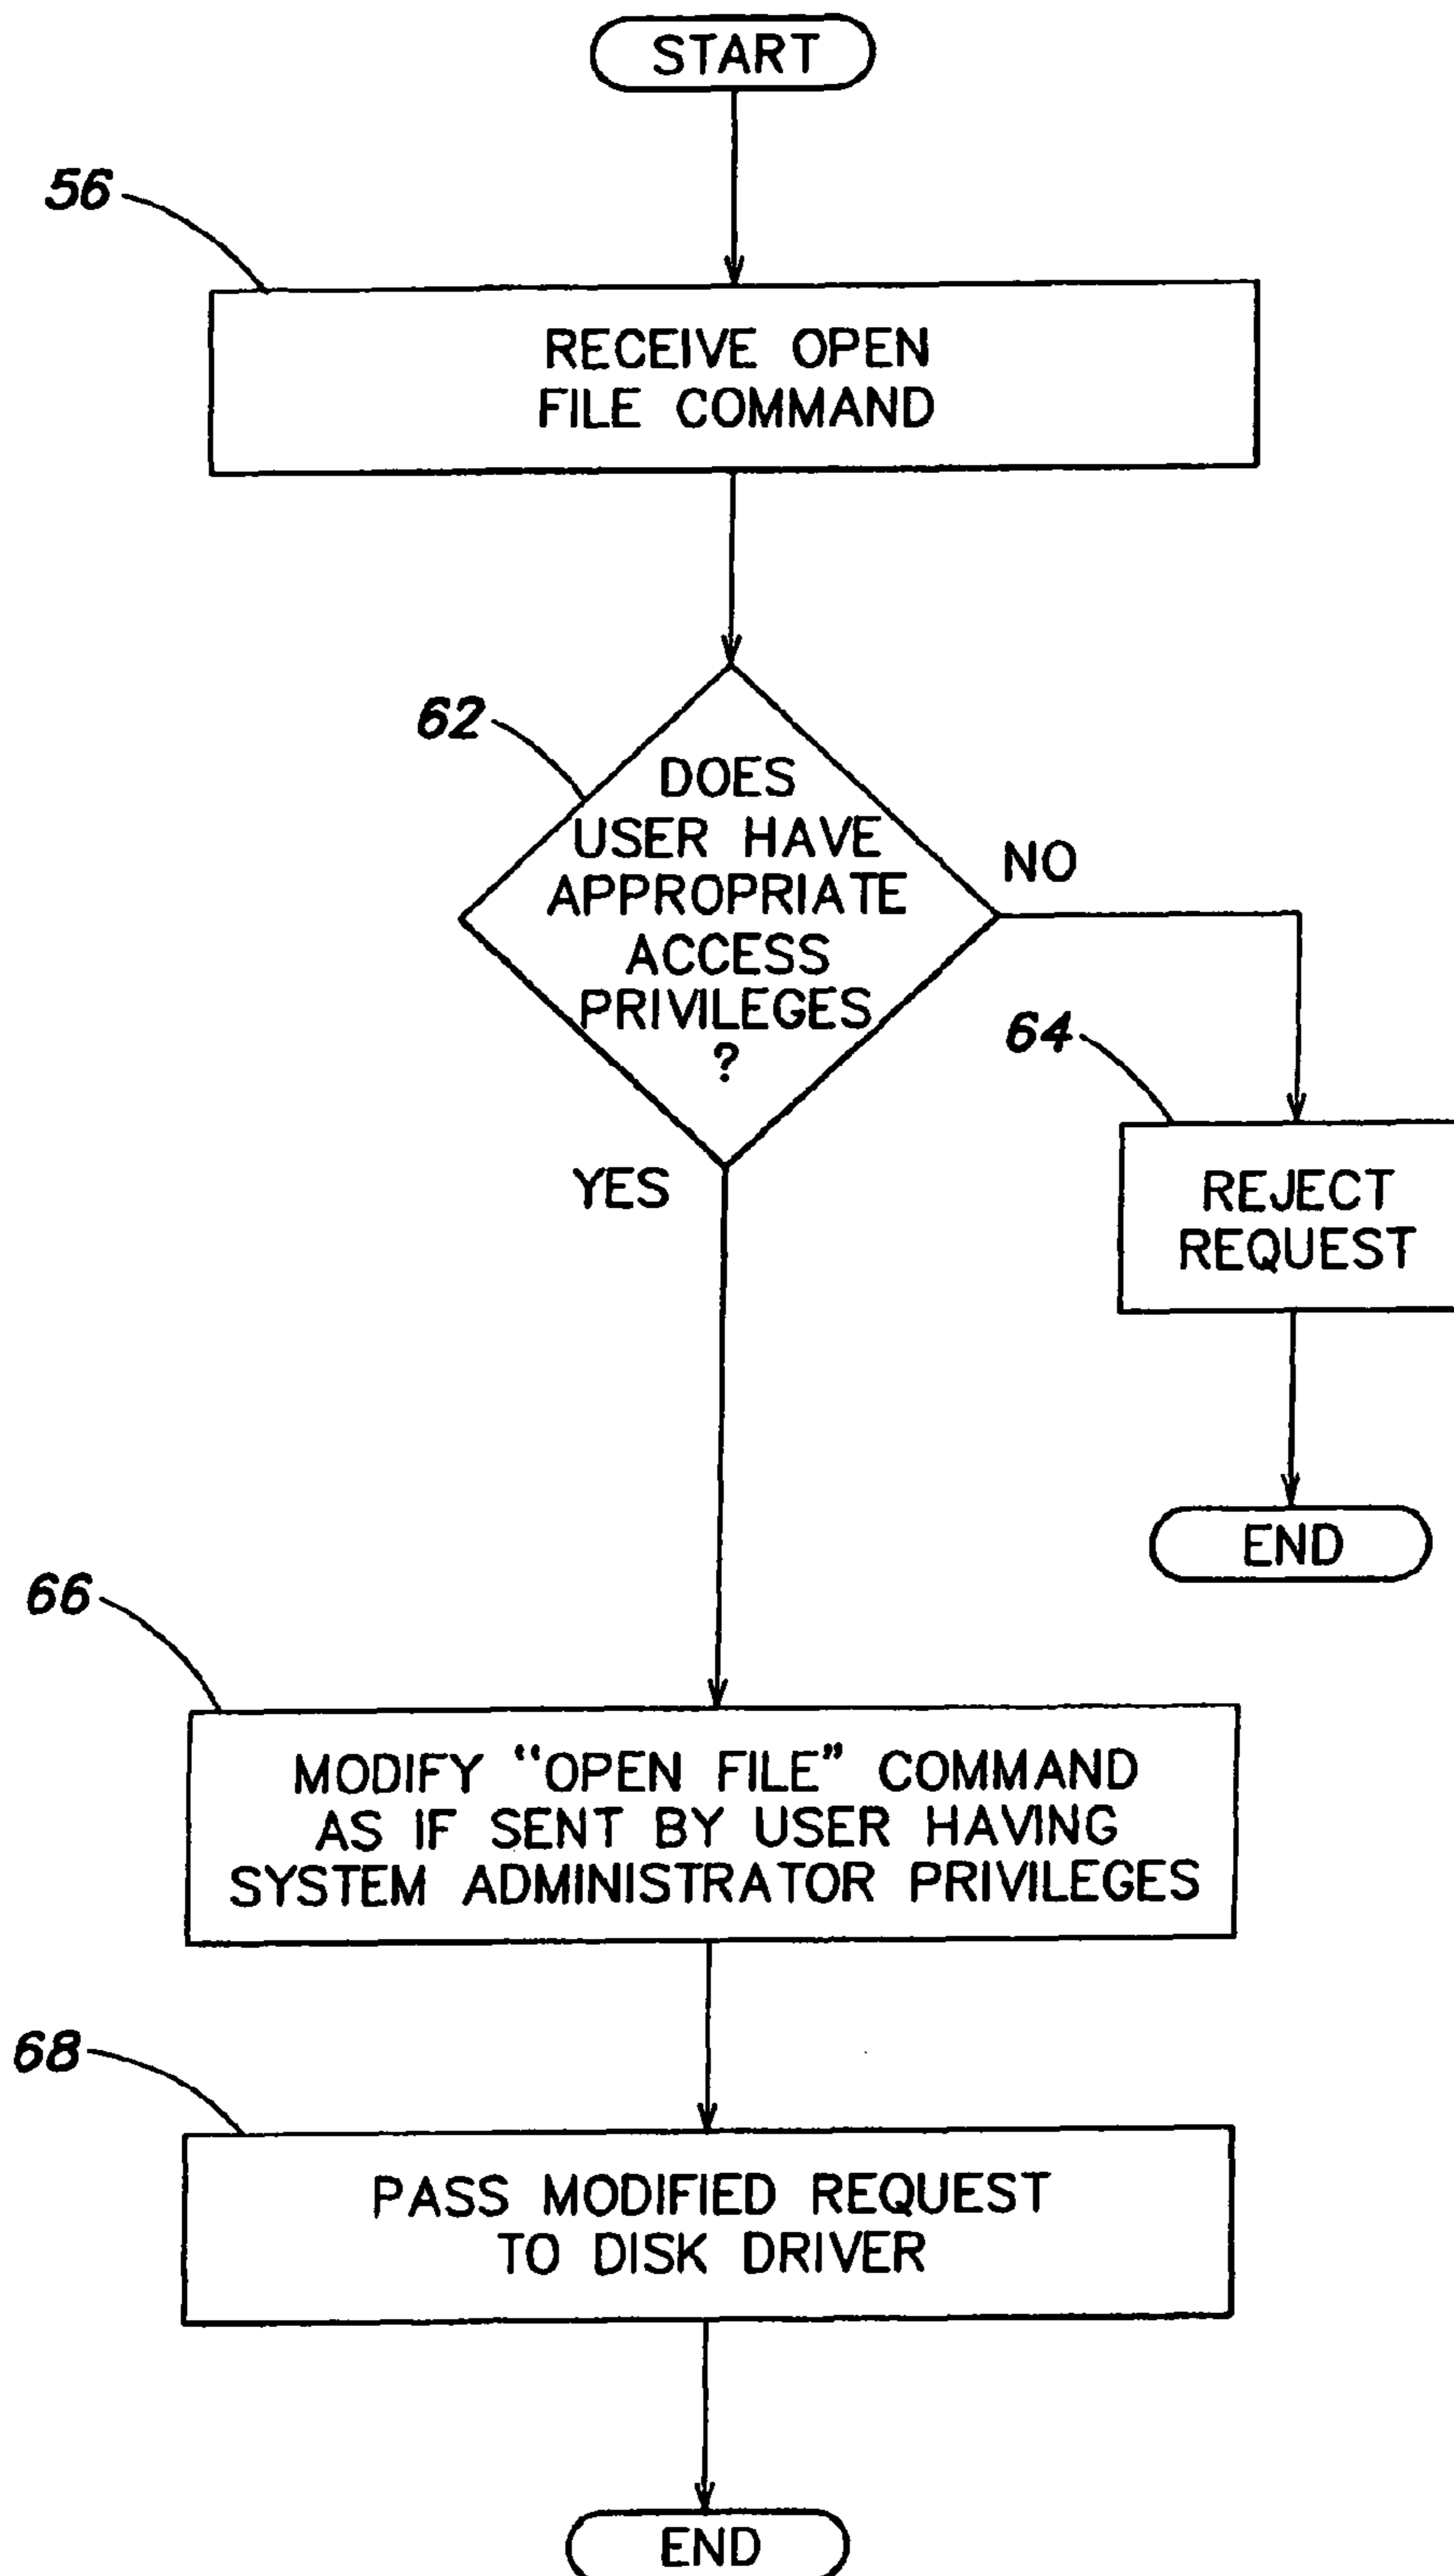 START
56
RECEIVE OPEN
FILE COMMAND
62
DOES
USER HAVE
APPROPRIATE
ACCESS
PRIVILEGES
?
NO
64
REJECT
REQUEST
YES
END
66
MODIFY “OPEN FILE” COMMAND
AS IF SENT BY USER HAVING
SYSTEM ADMINISTRATOR PRIVILEGES
68
PASS MODIFIED REQUEST
TO DISK DRIVER
END